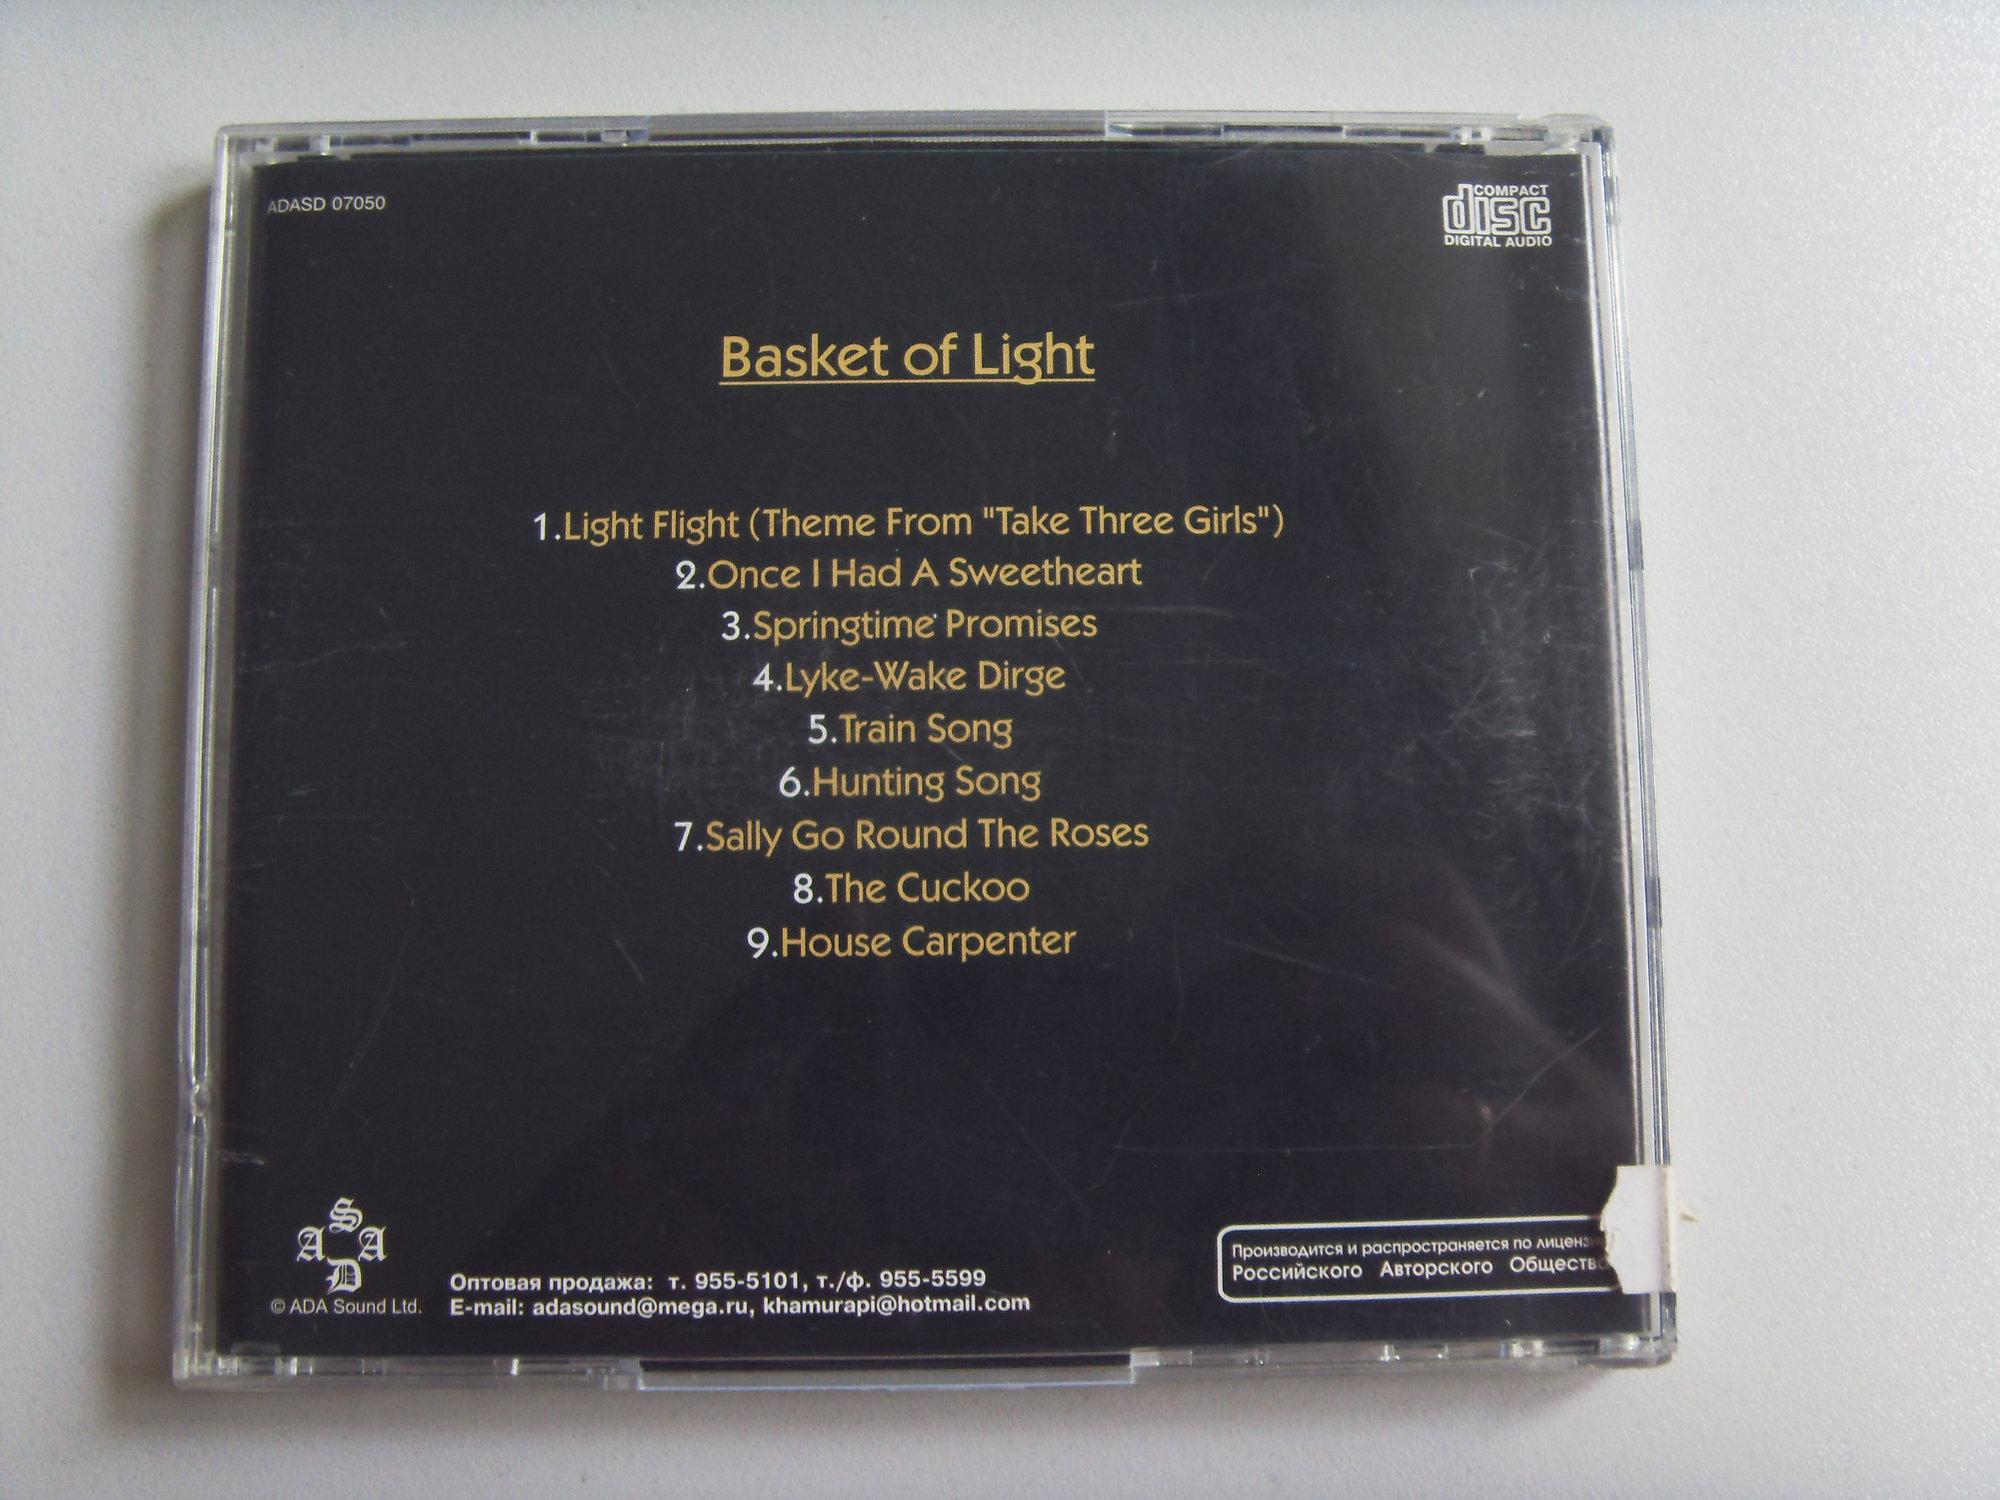 ADASD 07050
COMPACT
disc
DIGITAL AUDIO
Basket of Light
1.Light Flight (Theme From "Take Three Girls")
2.Once I Had A Sweetheart
3.Springtime Promises
4.Lyke-Wake Dirge
5.Train Song
6.Hunting Song
7.Sally Go Round The Roses
8.The Cuckoo
9.House Carpenter
S
A A
D
© ADA Sound Ltd.
Оптовая продажа: т. 955-5101, т./ф. 955-5599
E-mail: adasound@mega.ru, khamurapi@hotmail.com
Производится и распространяется по
Российского Авторского